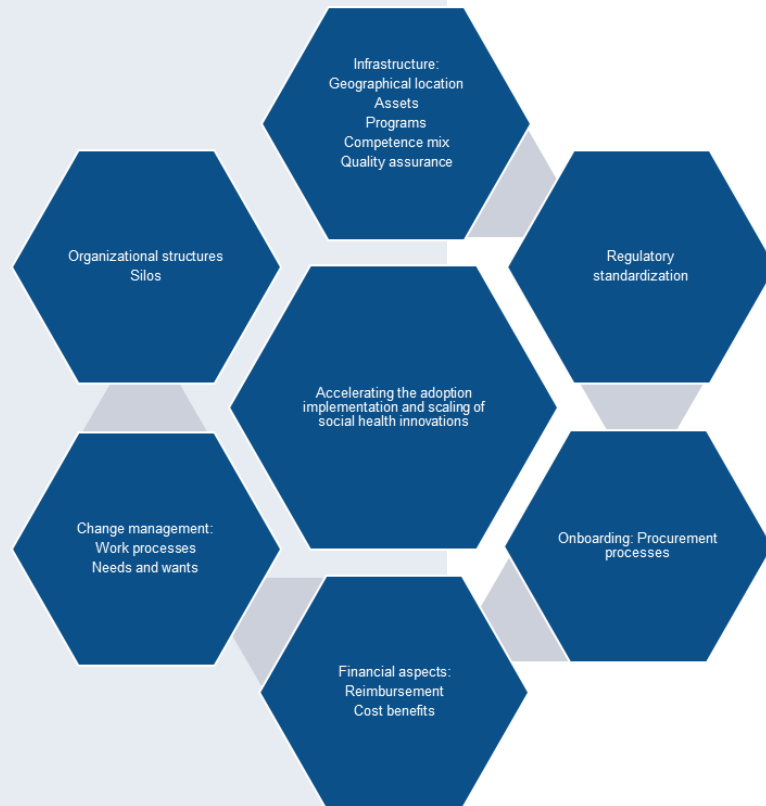 Infrastructure:
Geographical location
Assets
Programs
Competence mix
Quality assurance
Organizational structures
Silos
Regulatory
standardization
Accelerating the adoption
implementation and scaling of
social health innovations
Change management:
Work processes
Needs and wants
Onboarding: Procurement
processes
Financial aspects:
Reimbursement
Cost benefits